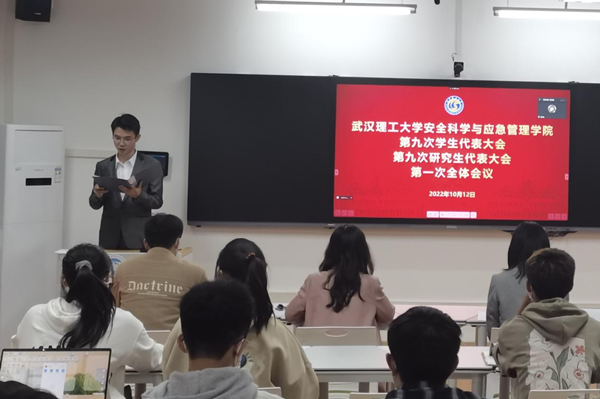 武汉理工大学安全科学与应急管理学院
第九次学生代表大会
第九次研究生代表大会
第一次全体会议
2022年10月12日
Doctrine